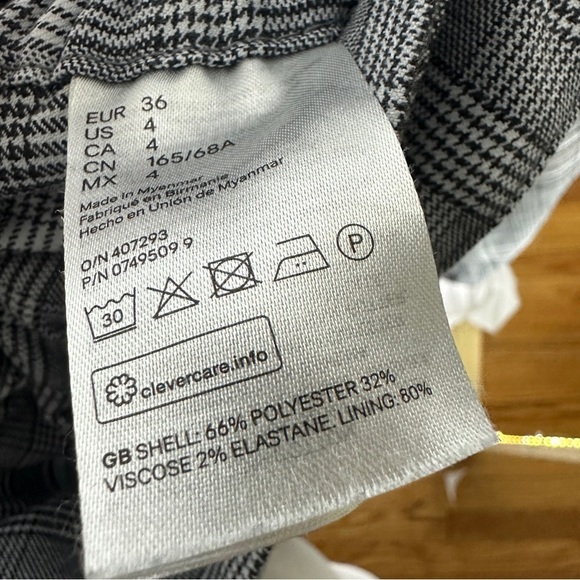 EUR 36
US 4
CA 4
CN 165/68A
MX 4
Made in Myanmar
Fabriqué en Birmanie
Hecho en Unión de Myanmar
O/N 407293
P/N 0749509 9
30
P
clevercare.info
GB SHELL: 66% POLYESTER 32%
VISCOSE 2% ELASTANE. LINING: 80%